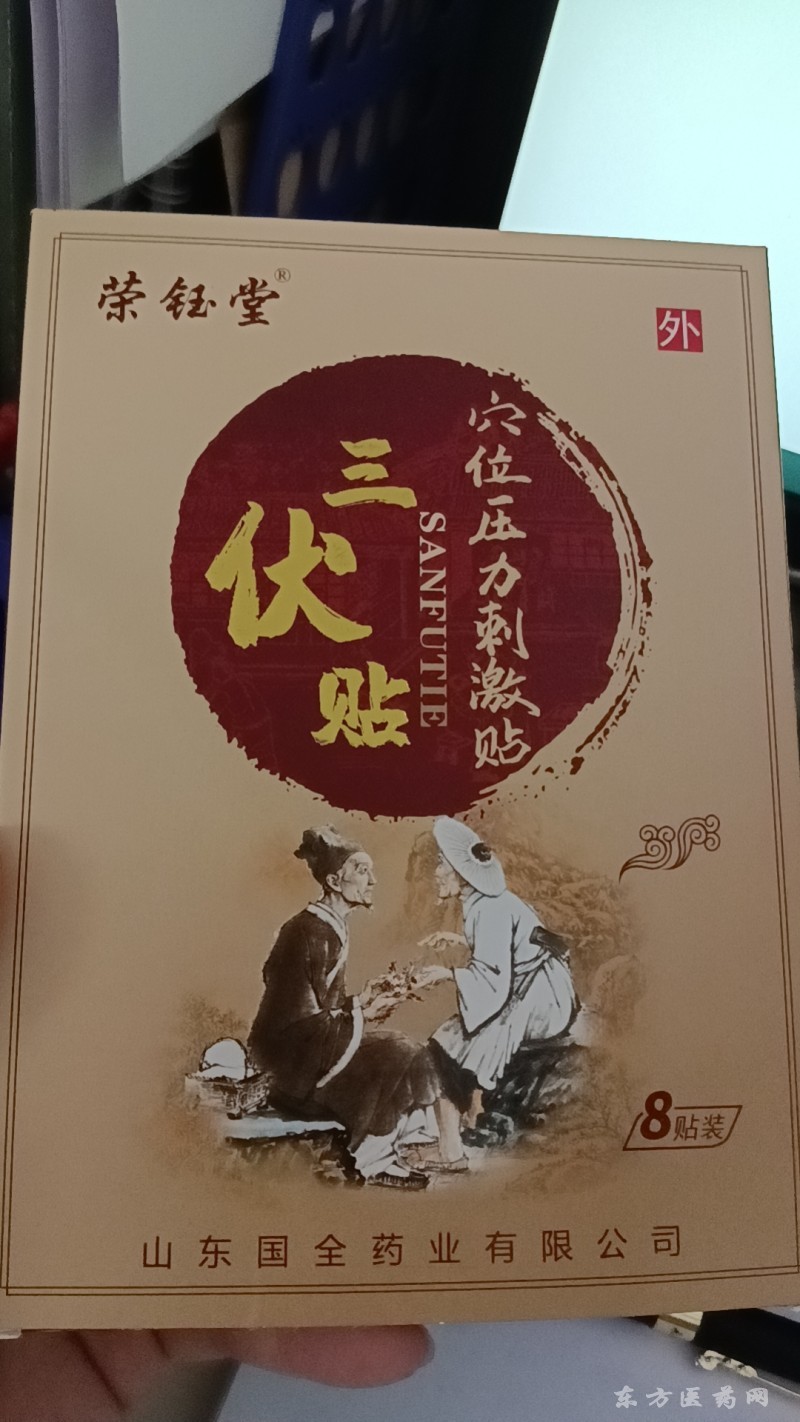 荣钰堂®
外
三伏贴
SANFUTIE
穴位压力刺激贴
8贴装
山东国全药业有限公司
东方医药网